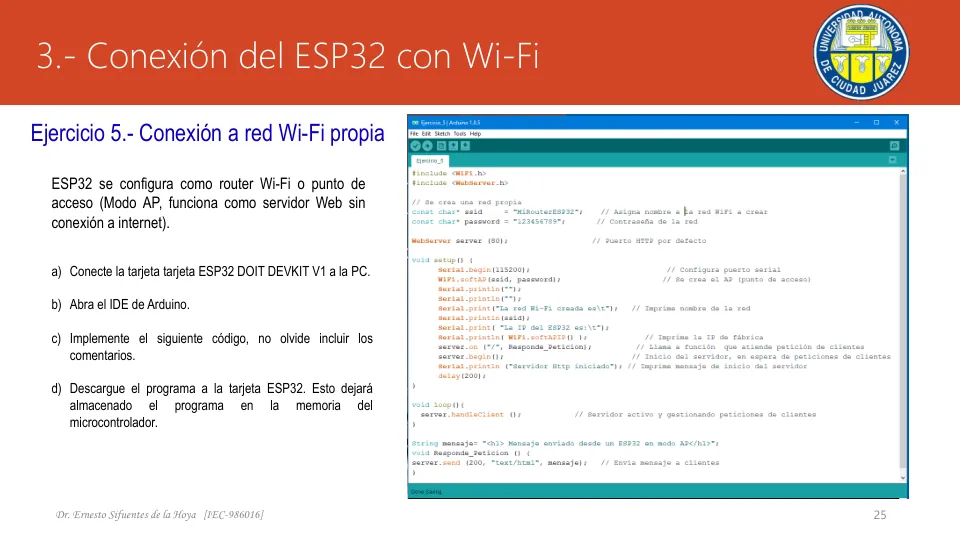 3.- Conexión del ESP32 con Wi-Fi
UNIVERSIDAD AUTONOMA
DE CIUDAD JUAREZ
Ejercicio 5.- Conexión a red Wi-Fi propia
ESP32 se configura como router Wi-Fi o punto de
acceso (Modo AP, funciona como servidor Web sin
conexión a internet).
a) Conecte la tarjeta tarjeta ESP32 DOIT DEVKIT V1 a la PC.
b) Abra el IDE de Arduino.
c) Implemente el siguiente código, no olvide incluir los
comentarios.
d) Descargue el programa a la tarjeta ESP32. Esto dejará
almacenado el programa en la memoria del
microcontrolador.
Ejercicio_5 | Arduino 1.8.5
File Edit Sketch Tools Help
Ejercicio_5
#include <WiFi.h>
#include <WebServer.h>
// Se crea una red propia
const char* ssid = "MiRouterESP32"; // Asigna nombre a la red WiFi a crear
const char* password = "123456789"; // Contraseña de la red
WebServer server (80); // Puerto HTTP por defecto
void setup() {
Serial.begin(115200); // Configura puerto serial
WiFi.softAP(ssid, password); // Se crea el AP (punto de acceso)
Serial.println("");
Serial.println("");
Serial.print("La red Wi-Fi creada es\t"); // Imprime nombre de la red
Serial.println(ssid);
Serial.print( "La IP del ESP32 es:\t");
Serial.println( WiFi.softAPIP() ); // Imprime la IP de fábrica
server.on ("/", Responde_Peticion); // Llama a función que atiende petición de clientes
server.begin(); // Inicio del servidor, en espera de peticiones de clientes
Serial.println ("Servidor Http iniciado"); // Imprime mensaje de inicio del servidor
delay(200);
}
void loop(){
server.handleClient (); // Servidor activo y gestionando peticiones de clientes
}
String mensaje= "<h1> Mensaje enviado desde un ESP32 en modo AP</h1>";
void Responde_Peticion () {
server.send (200, "text/html", mensaje); // Envia mensaje a clientes
}
Done Saving.
Dr. Ernesto Sifuentes de la Hoya [IEC-986016]
25